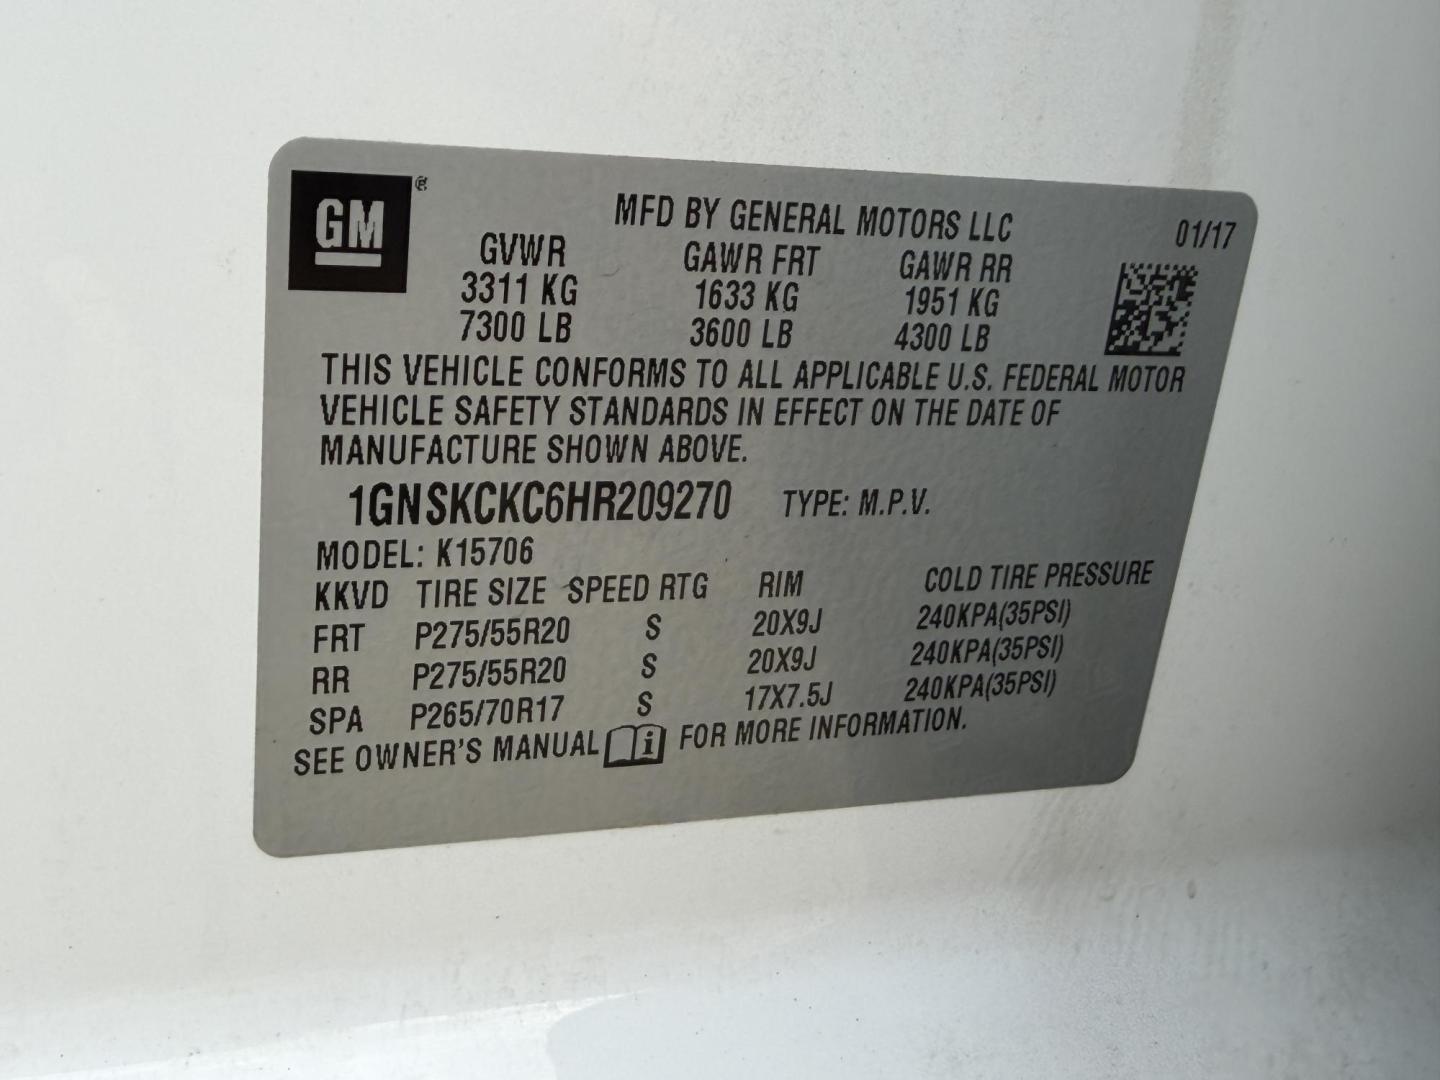 GM ®
MFD BY GENERAL MOTORS LLC 01/17
GVWR GAWR FRT GAWR RR
3311 KG 1633 KG 1951 KG
7300 LB 3600 LB 4300 LB
THIS VEHICLE CONFORMS TO ALL APPLICABLE U.S. FEDERAL MOTOR
VEHICLE SAFETY STANDARDS IN EFFECT ON THE DATE OF
MANUFACTURE SHOWN ABOVE.
1GNSKCKC6HR209270 TYPE: M.P.V.
MODEL: K15706
KKVD TIRE SIZE SPEED RTG RIM COLD TIRE PRESSURE
FRT P275/55R20 S 20X9J 240KPA(35PSI)
RR P275/55R20 S 20X9J 240KPA(35PSI)
SPA P265/70R17 S 17X7.5J 240KPA(35PSI)
SEE OWNER'S MANUAL i FOR MORE INFORMATION.